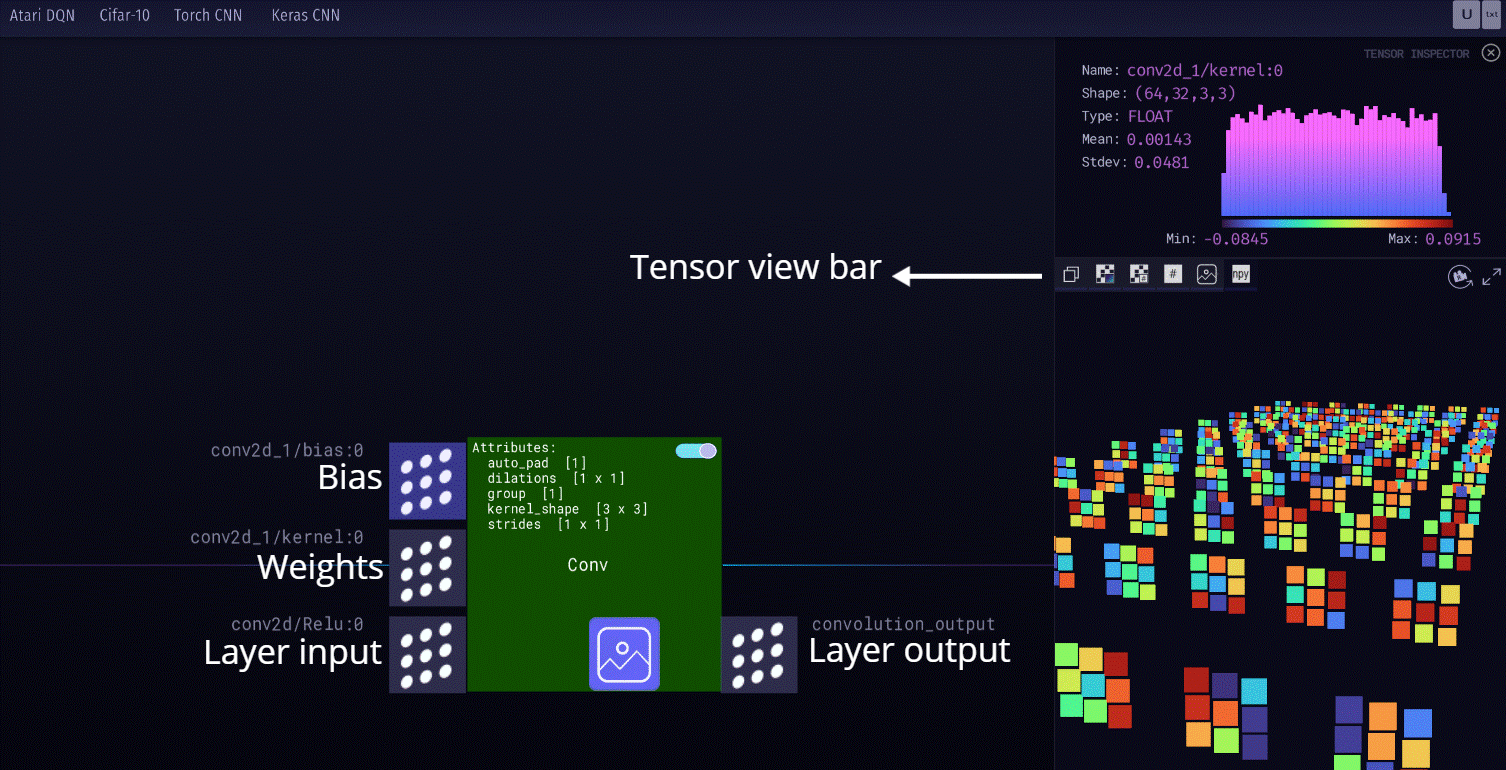 Atari DQN Cifar-10 Torch CNN Keras CNN
U txt
TENSOR INSPECTOR
Name: conv2d_1/kernel:0
Shape: (64,32,3,3)
Type: FLOAT
Mean: 0.00143
Stdev: 0.0481
Min: -0.0845 Max: 0.0915
Tensor view bar
# npy
conv2d_1/bias:0
Bias
conv2d_1/kernel:0
Weights
conv2d/Relu:0
Layer input
Attributes:
auto_pad [1]
dilations [1 x 1]
group [1]
kernel_shape [3 x 3]
strides [1 x 1]
Conv
convolution_output
Layer output